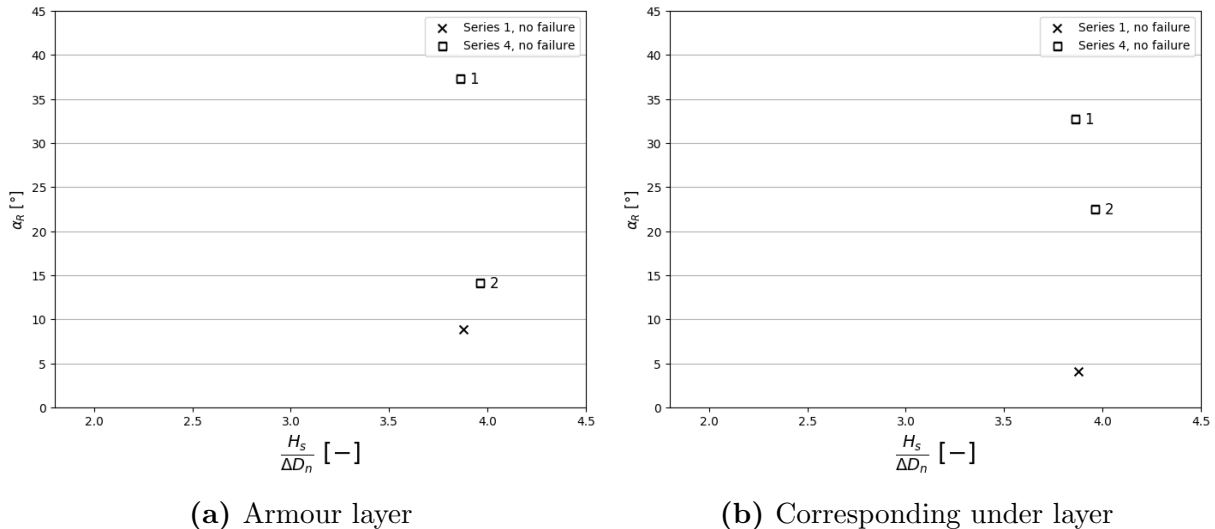 45
40
35
30
25
20
15
10
5
0
α_R [°]
× Series 1, no failure
□ Series 4, no failure
1
2
2.0 2.5 3.0 3.5 4.0 4.5
H_s
ΔD_n [−]
(a) Armour layer
45
40
35
30
25
20
15
10
5
0
α_R [°]
× Series 1, no failure
□ Series 4, no failure
1
2
2.0 2.5 3.0 3.5 4.0 4.5
H_s
ΔD_n [−]
(b) Corresponding under layer